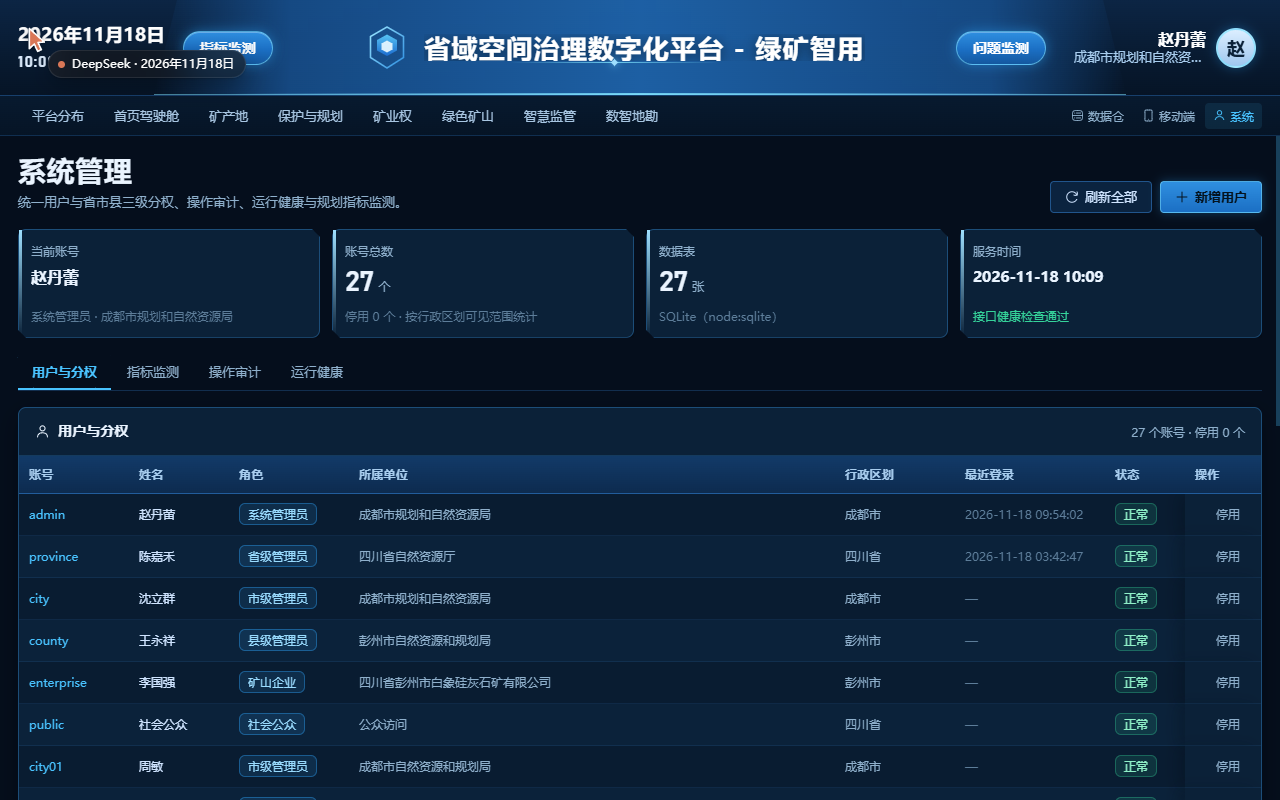 2026年11月18日
10:0
DeepSeek · 2026年11月18日
指标监测
省域空间治理数字化平台 - 绿矿智用
问题监测
赵丹蕾
成都市规划和自然资...
赵
平台分布 首页驾驶舱 矿产地 保护与规划 矿业权 绿色矿山 智慧监管 数智地勘
数据仓 移动端 系统
系统管理
统一用户与省市县三级分权、操作审计、运行健康与规划指标监测。
刷新全部 新增用户
当前账号
赵丹蕾
系统管理员 · 成都市规划和自然资源局
账号总数
27 个
停用 0 个 · 按行政区划可见范围统计
数据表
27 张
SQLite（node:sqlite）
服务时间
2026-11-18 10:09
接口健康检查通过
用户与分权 指标监测 操作审计 运行健康
用户与分权
27 个账号 · 停用 0 个
账号 姓名 角色 所属单位 行政区划 最近登录 状态 操作
admin 赵丹蕾 系统管理员 成都市规划和自然资源局 成都市 2026-11-18 09:54:02 正常 停用
province 陈嘉禾 省级管理员 四川省自然资源厅 四川省 2026-11-18 03:42:47 正常 停用
city 沈立群 市级管理员 成都市规划和自然资源局 成都市 — 正常 停用
county 王永祥 县级管理员 彭州市自然资源和规划局 彭州市 — 正常 停用
enterprise 李国强 矿山企业 四川省彭州市白象硅灰石矿有限公司 彭州市 — 正常 停用
public 社会公众 社会公众 公众访问 四川省 — 正常 停用
city01 周敏 市级管理员 成都市自然资源和规划局 成都市 — 正常 停用